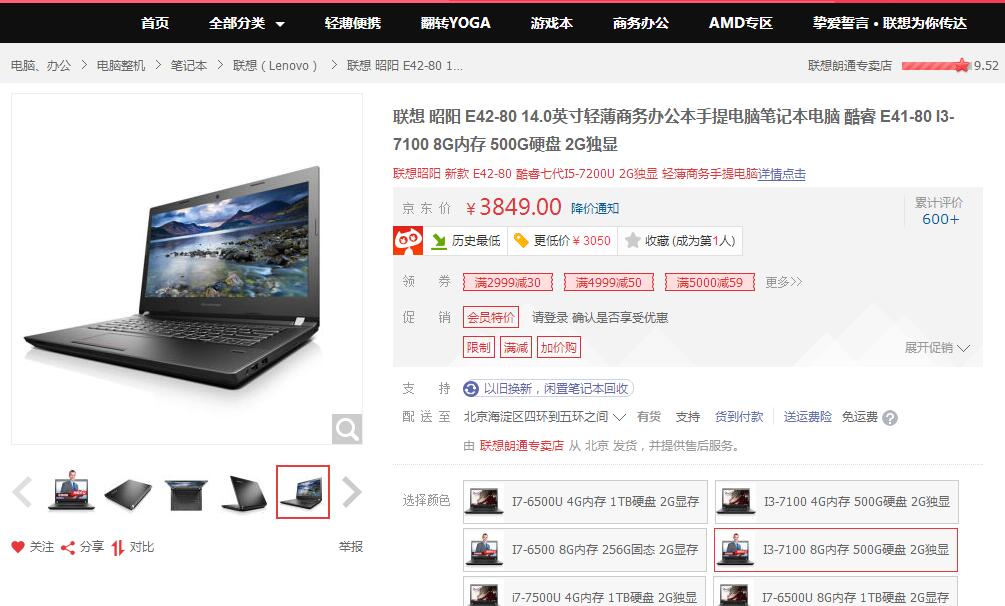 首页 全部分类 轻薄便携 翻转YOGA 游戏本 商务办公 AMD专区 挚爱誓言•联想为你传达
电脑、办公 > 电脑整机 > 笔记本 > 联想（Lenovo） > 联想 昭阳 E42-80 1... 联想朗通专卖店 9.52
联想 昭阳 E42-80 14.0英寸轻薄商务办公本手提电脑笔记本电脑 酷睿 E41-80 I3-
7100 8G内存 500G硬盘 2G独显
联想昭阳 新款 E42-80 酷睿七代I5-7200U 2G独显 轻薄商务手提电脑详情点击
京东价 ￥3849.00 降价通知
累计评价
600+
历史最低 更低价￥3050 收藏 (成为第1人)
领券 满2999减30 满4999减50 满5000减59 更多>>
促销 会员特价 请登录 确认是否享受优惠
限制 满减 加价购 展开促销
支持 以旧换新，闲置笔记本回收
配送至 北京海淀区四环到五环之间 有货 支持 货到付款 送运费险 免运费 ?
由 联想朗通专卖店 从 北京 发货，并提供售后服务。
选择颜色 I7-6500U 4G内存 1TB硬盘 2G显存 I3-7100 4G内存 500G硬盘 2G独显
I7-6500 8G内存 256G固态 2G显存 I3-7100 8G内存 500G硬盘 2G独显
i7-7500U 4G内存 1TB硬盘 2G独显 I7-6500U 8G内存 1TB硬盘 2G显存
关注 分享 对比 举报